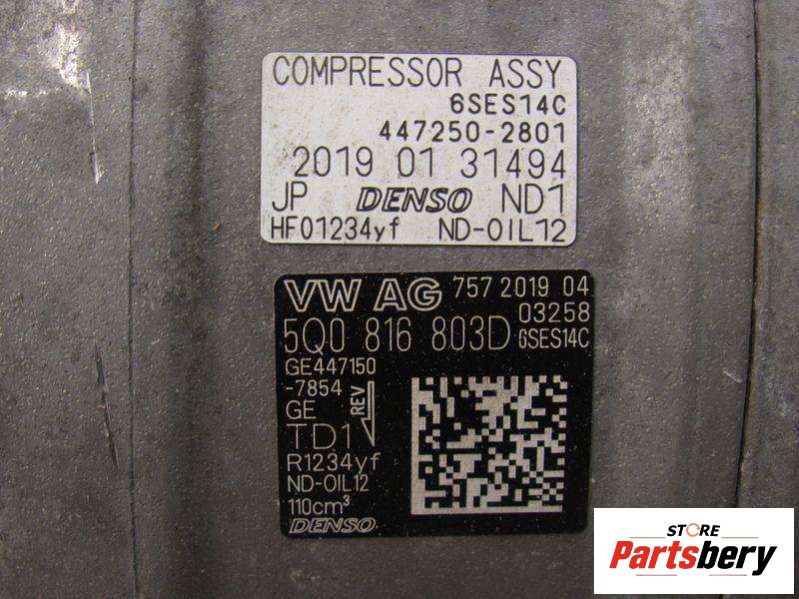 COMPRESSOR ASSY
6SES14C
447250-2801
2019 01 31494
JP DENSO ND1
HF01234yf ND-OIL12
VW AG 757 2019 04
03258
5Q0 816 803D 6SES14C
GE447150
-7854
GE
REV
TD1
R1234yf
ND-OIL12
110cm³
DENSO
STORE
Partsbery